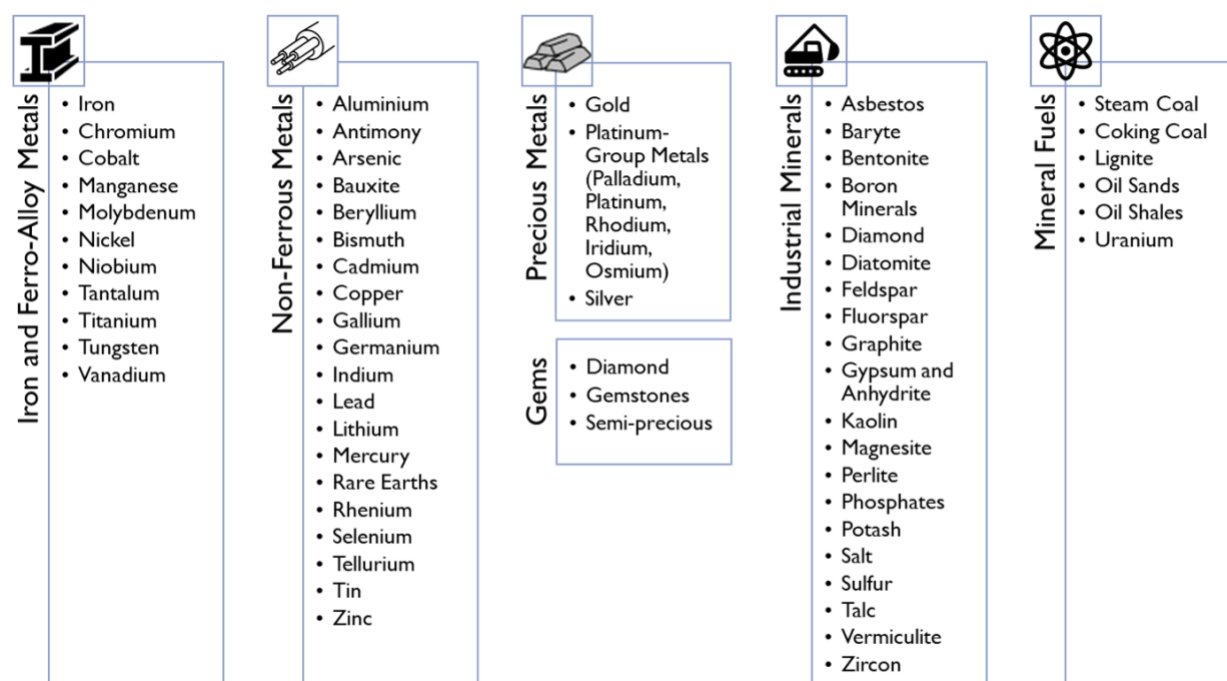 Iron and Ferro-Alloy Metals
• Iron
• Chromium
• Cobalt
• Manganese
• Molybdenum
• Nickel
• Niobium
• Tantalum
• Titanium
• Tungsten
• Vanadium
Non-Ferrous Metals
• Aluminium
• Antimony
• Arsenic
• Bauxite
• Beryllium
• Bismuth
• Cadmium
• Copper
• Gallium
• Germanium
• Indium
• Lead
• Lithium
• Mercury
• Rare Earths
• Rhenium
• Selenium
• Tellurium
• Tin
• Zinc
Precious Metals
• Gold
• Platinum-
Group Metals
(Palladium,
Platinum,
Rhodium,
Iridium,
Osmium)
• Silver
Gems
• Diamond
• Gemstones
• Semi-precious
Industrial Minerals
• Asbestos
• Baryte
• Bentonite
• Boron
Minerals
• Diamond
• Diatomite
• Feldspar
• Fluorspar
• Graphite
• Gypsum and
Anhydrite
• Kaolin
• Magnesite
• Perlite
• Phosphates
• Potash
• Salt
• Sulfur
• Talc
• Vermiculite
• Zircon
Mineral Fuels
• Steam Coal
• Coking Coal
• Lignite
• Oil Sands
• Oil Shales
• Uranium